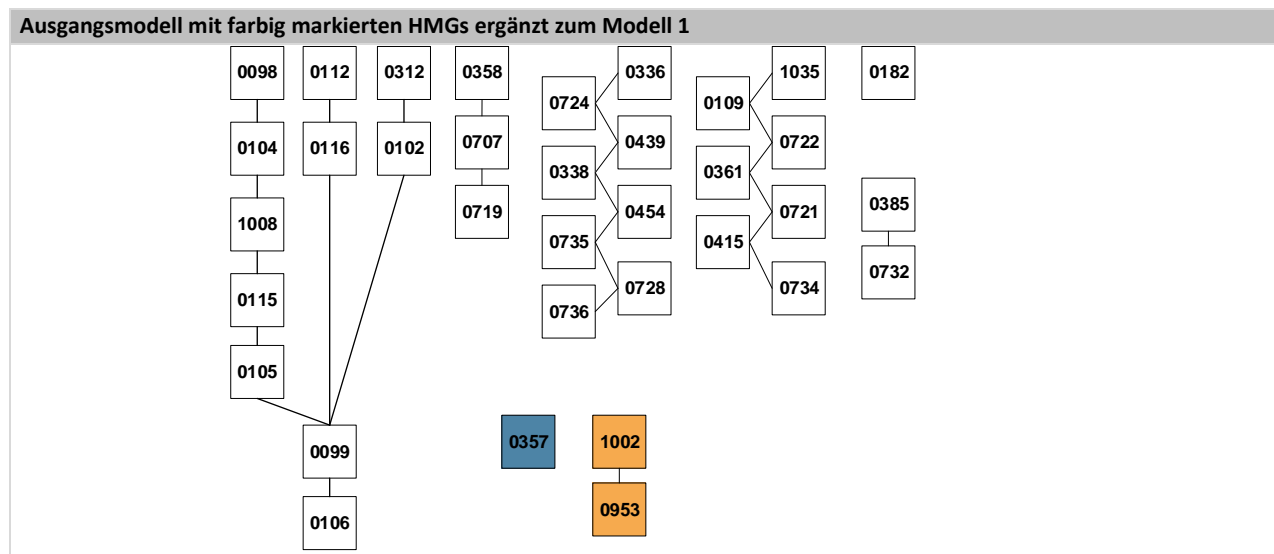 Ausgangsmodell mit farbig markierten HMGs ergänzt zum Modell 1
0098 0112 0312 0358 0336 1035 0182
0724 0109
0104 0116 0102 0707 0439 0722
0338 0361
0719 0454 0721 0385
1008
0735 0415
0732
0115 0728 0734
0736
0105
0357 1002
0099
0953
0106